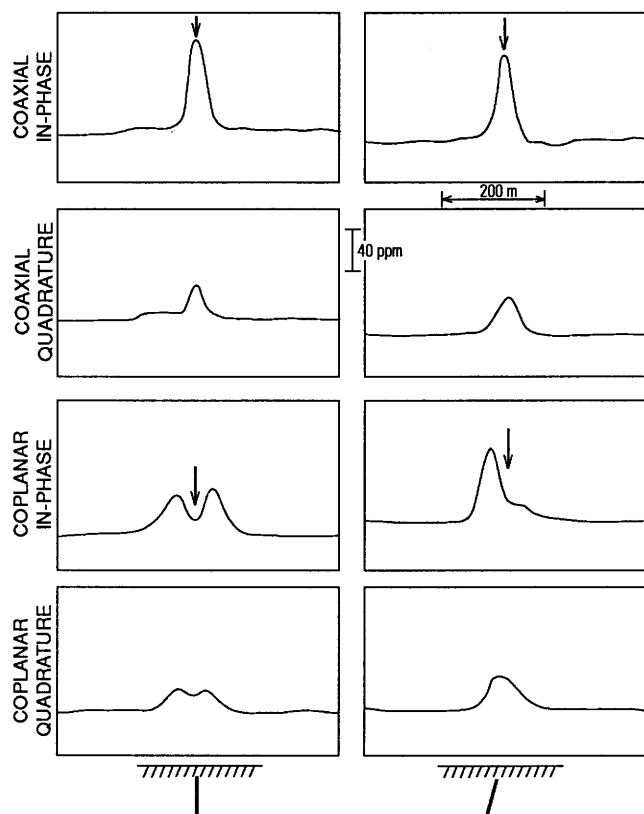 COAXIAL
IN-PHASE
200 m
COAXIAL
QUADRATURE
40 ppm
COPLANAR
IN-PHASE
COPLANAR
QUADRATURE